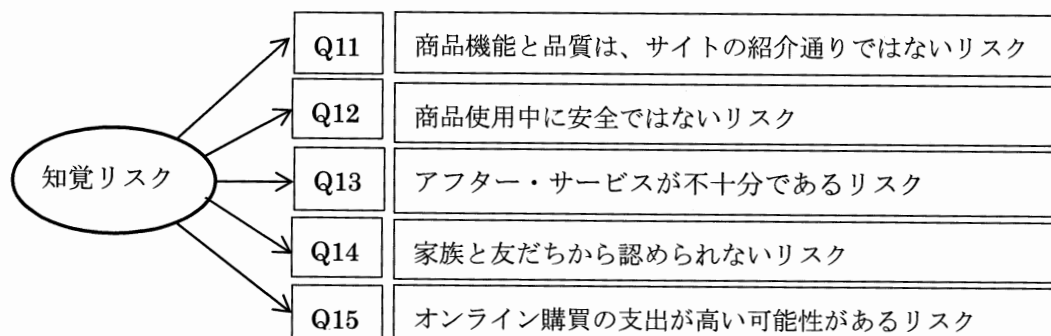 Q11 商品機能と品質は、サイトの紹介通りではないリスク
Q12 商品使用中に安全ではないリスク
知覚リスク
Q13 アフター・サービスが不十分であるリスク
Q14 家族と友だちから認められないリスク
Q15 オンライン購買の支出が高い可能性があるリスク